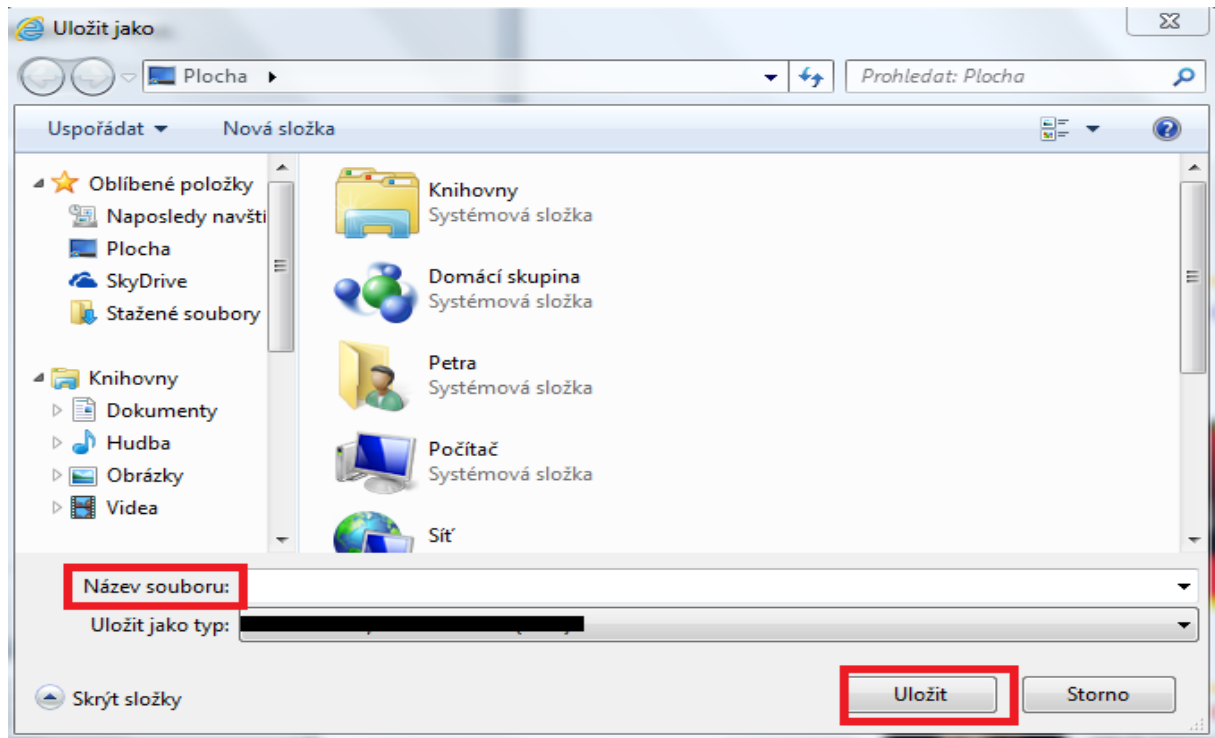 Uložit jako
Plocha
Prohledat: Plocha
Uspořádat
Nová složka
Oblíbené položky
Naposledy navšti
Plocha
SkyDrive
Stažené soubory
Knihovny
Dokumenty
Hudba
Obrázky
Videa
Knihovny
Systémová složka
Domácí skupina
Systémová složka
Petra
Systémová složka
Počítač
Systémová složka
Síť
Název souboru:
Uložit jako typ:
Skrýt složky
Uložit
Storno